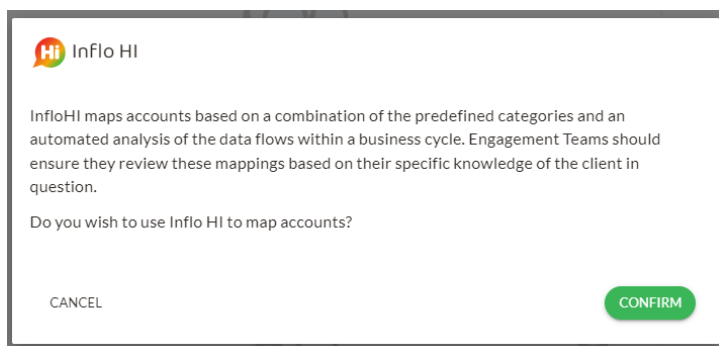 Hi Inflo HI
InfloHI maps accounts based on a combination of the predefined categories and an
automated analysis of the data flows within a business cycle. Engagement Teams should
ensure they review these mappings based on their specific knowledge of the client in
question.
Do you wish to use Inflo HI to map accounts?
CANCEL
CONFIRM